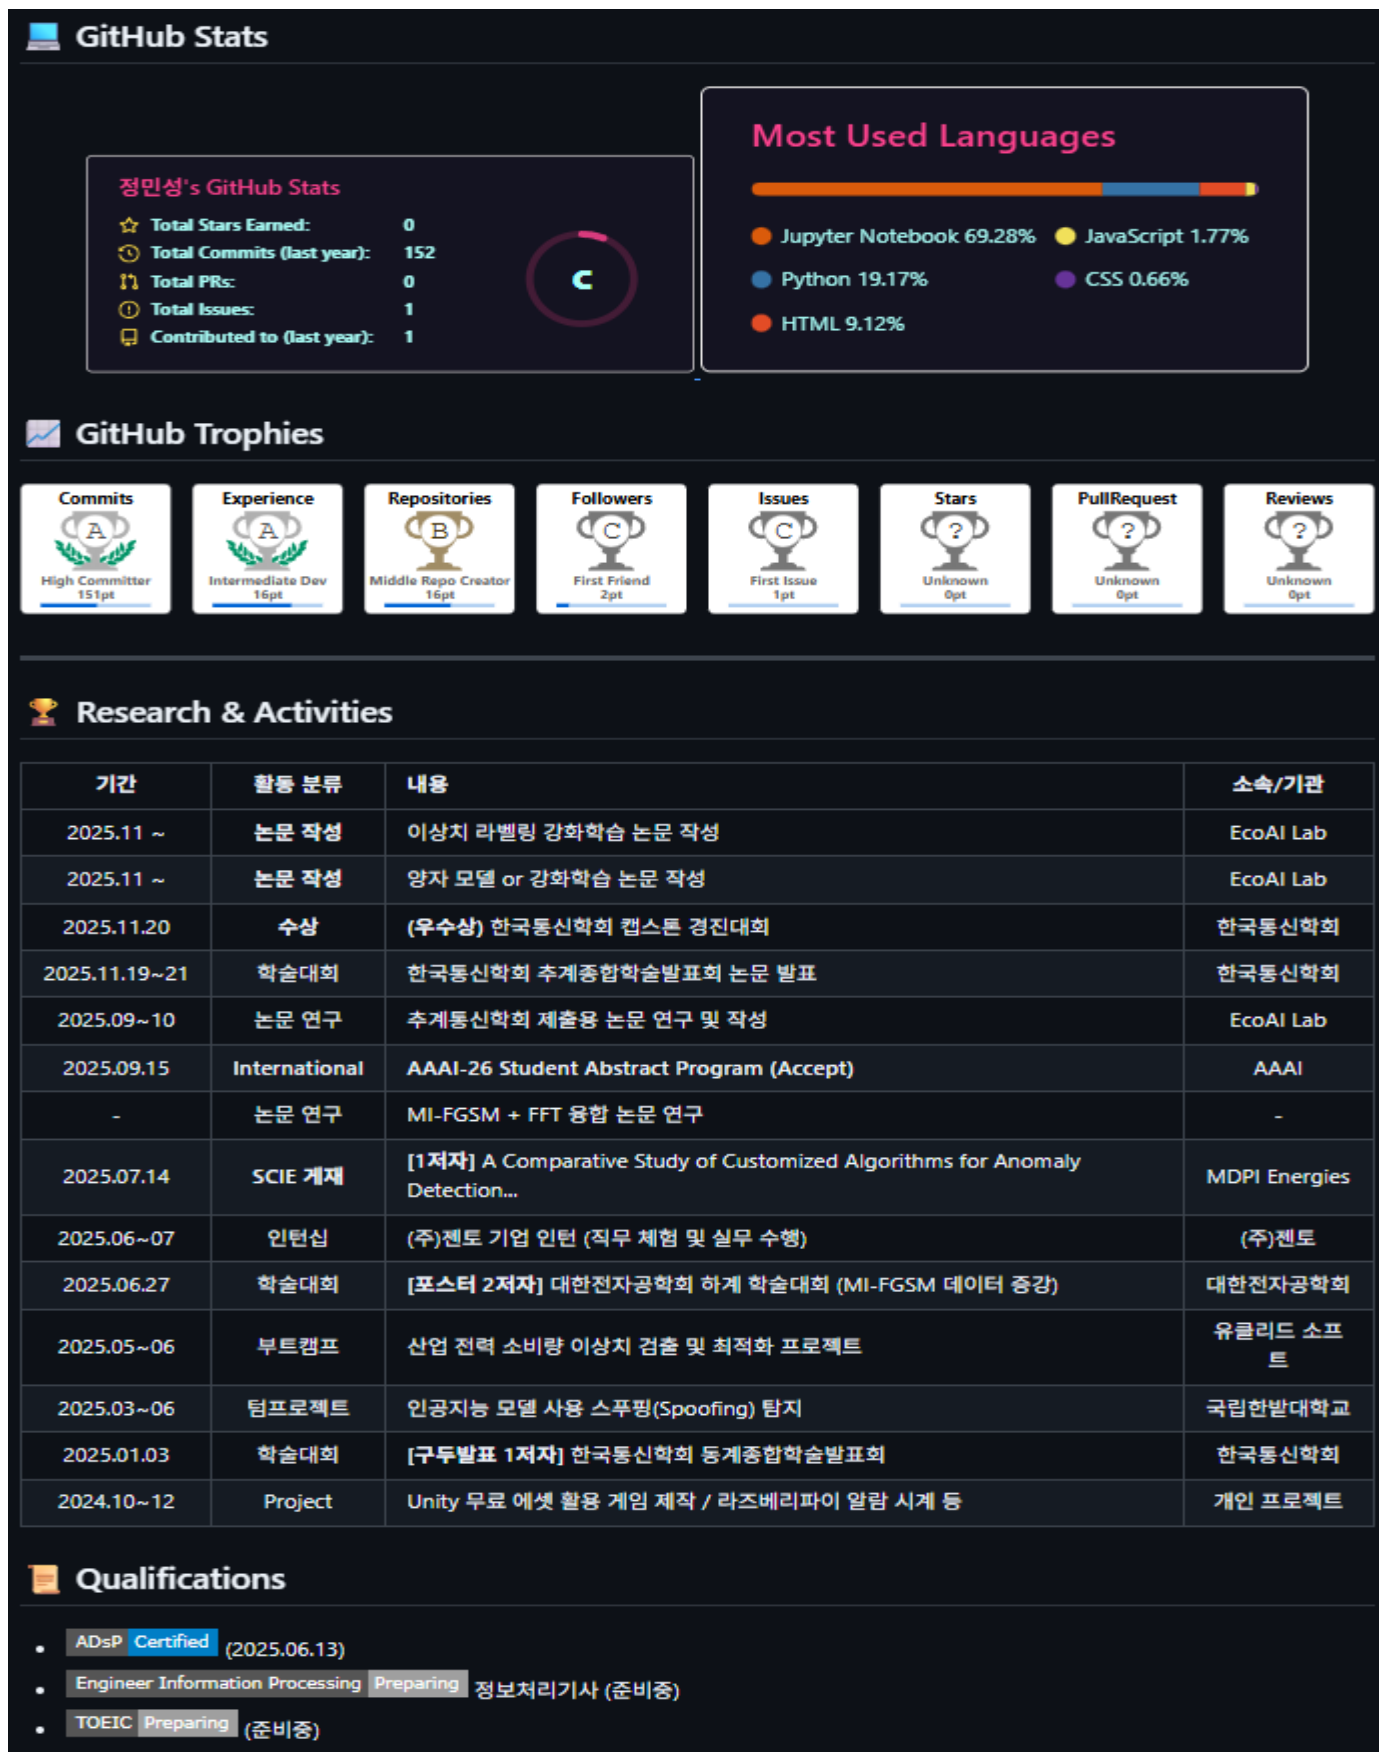 GitHub Stats
정민성's GitHub Stats
Total Stars Earned: 0
Total Commits (last year): 152
Total PRs: 0
Total Issues: 1
Contributed to (last year): 1
C
Most Used Languages
Jupyter Notebook 69.28%
JavaScript 1.77%
Python 19.17%
CSS 0.66%
HTML 9.12%
GitHub Trophies
Commits
A
High Committer
151pt
Experience
A
Intermediate Dev
16pt
Repositories
B
Middle Repo Creator
16pt
Followers
C
First Friend
2pt
Issues
C
First Issue
1pt
Stars
?
Unknown
0pt
PullRequest
?
Unknown
0pt
Reviews
?
Unknown
0pt
Research & Activities
기간 활동 분류 내용 소속/기관
2025.11 ~ 논문 작성 이상치 라벨링 강화학습 논문 작성 EcoAI Lab
2025.11 ~ 논문 작성 양자 모델 or 강화학습 논문 작성 EcoAI Lab
2025.11.20 수상 (우수상) 한국통신학회 캡스톤 경진대회 한국통신학회
2025.11.19~21 학술대회 한국통신학회 추계종합학술발표회 논문 발표 한국통신학회
2025.09~10 논문 연구 추계통신학회 제출용 논문 연구 및 작성 EcoAI Lab
2025.09.15 International AAAI-26 Student Abstract Program (Accept) AAAI
- 논문 연구 MI-FGSM + FFT 융합 논문 연구 -
2025.07.14 SCIE 게재 [1저자] A Comparative Study of Customized Algorithms for Anomaly
Detection... MDPI Energies
2025.06~07 인턴십 (주)젠토 기업 인턴 (직무 체험 및 실무 수행) (주)젠토
2025.06.27 학술대회 [포스터 2저자] 대한전자공학회 하계 학술대회 (MI-FGSM 데이터 증강) 대한전자공학회
2025.05~06 부트캠프 산업 전력 소비량 이상치 검출 및 최적화 프로젝트 유클리드 소프
트
2025.03~06 텀프로젝트 인공지능 모델 사용 스푸핑(Spoofing) 탐지 국립한밭대학교
2025.01.03 학술대회 [구두발표 1저자] 한국통신학회 동계종합학술발표회 한국통신학회
2024.10~12 Project Unity 무료 에셋 활용 게임 제작 / 라즈베리파이 알람 시계 등 개인 프로젝트
Qualifications
ADsP Certified (2025.06.13)
Engineer Information Processing Preparing 정보처리기사 (준비중)
TOEIC Preparing (준비중)